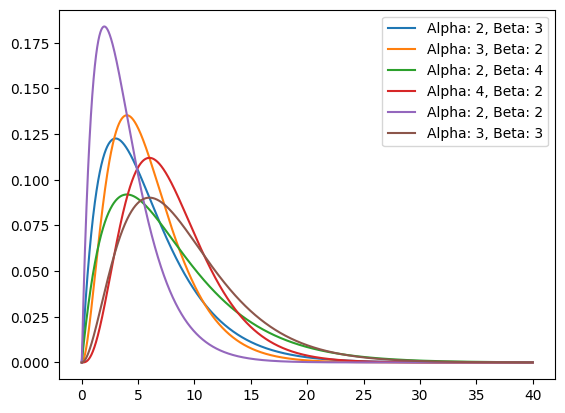 0.175
0.150
0.125
0.100
0.075
0.050
0.025
0.000
0 5 10 15 20 25 30 35 40
Alpha: 2, Beta: 3
Alpha: 3, Beta: 2
Alpha: 2, Beta: 4
Alpha: 4, Beta: 2
Alpha: 2, Beta: 2
Alpha: 3, Beta: 3